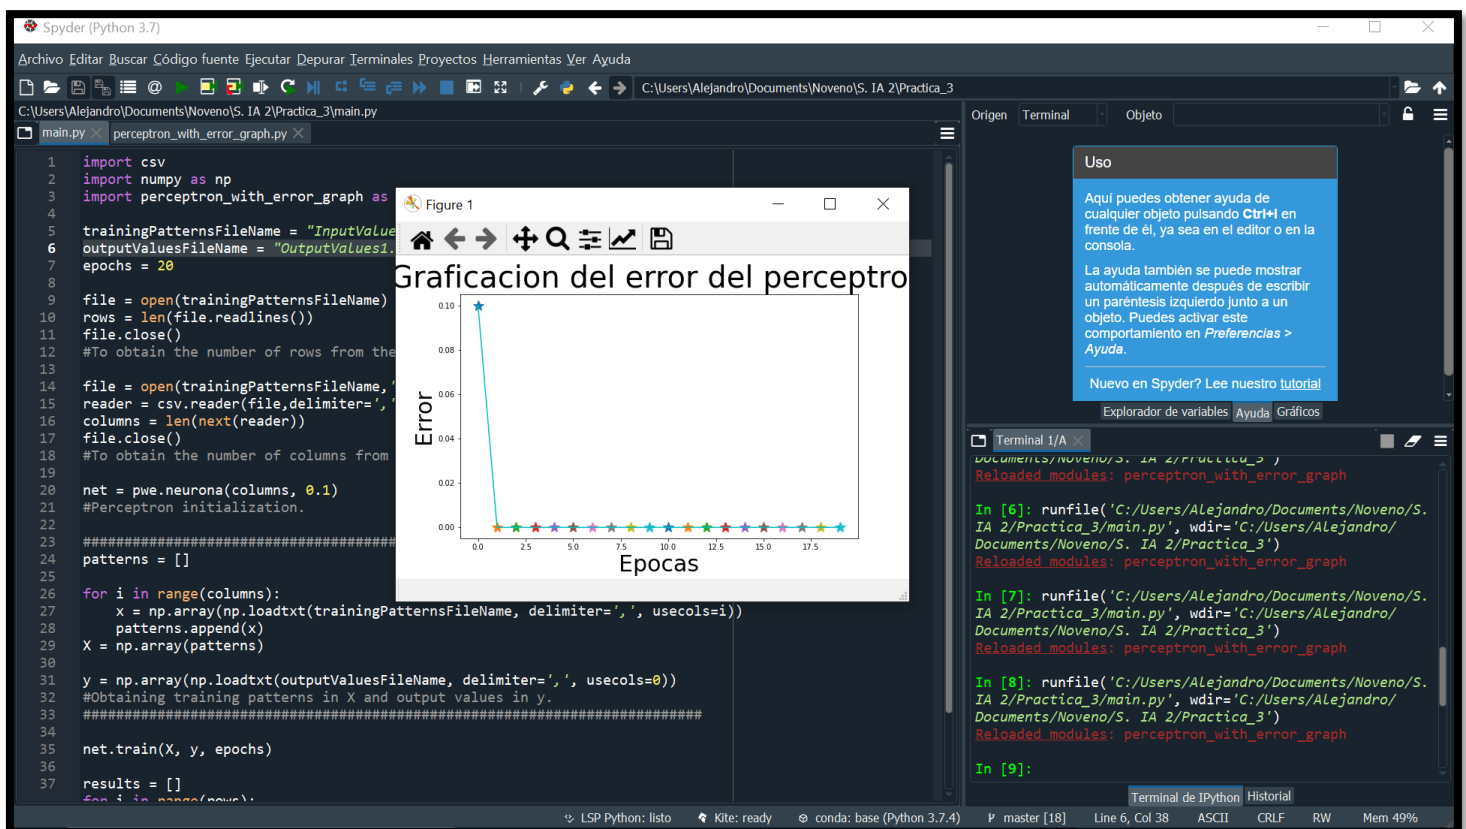 Spyder (Python 3.7)
Archivo Editar Buscar Código fuente Ejecutar Depurar Terminales Proyectos Herramientas Ver Ayuda
C:\Users\Alejandro\Documents\Noveno\S. IA 2\Practica_3
C:\Users\Alejandro\Documents\Noveno\S. IA 2\Practica_3\main.py
main.py perceptron_with_error_graph.py
1 import csv
2 import numpy as np
3 import perceptron_with_error_graph as
4
5 trainingPatternsFileName = "InputValue
6 outputValuesFileName = "OutputValues1.
7 epochs = 20
8
9 file = open(trainingPatternsFileName)
10 rows = len(file.readlines())
11 file.close()
12 #To obtain the number of rows from the
13
14 file = open(trainingPatternsFileName,'
15 reader = csv.reader(file,delimiter=','
16 columns = len(next(reader))
17 file.close()
18 #To obtain the number of columns from
19
20 net = pwe.neurona(columns, 0.1)
21 #Perceptron initialization.
22
23 ######################################
24 patterns = []
25
26 for i in range(columns):
27 x = np.array(np.loadtxt(trainingPatternsFileName, delimiter=',', usecols=i))
28 patterns.append(x)
29 X = np.array(patterns)
30
31 y = np.array(np.loadtxt(outputValuesFileName, delimiter=',', usecols=0))
32 #Obtaining training patterns in X and output values in y.
33 ###########################################################################
34
35 net.train(X, y, epochs)
36
37 results = []
for i in range(rows):
Figure 1
Graficacion del error del perceptro
Error
0.10
0.08
0.06
0.04
0.02
0.00
0.0 2.5 5.0 7.5 10.0 12.5 15.0 17.5
Epocas
Origen Terminal Objeto
Uso
Aquí puedes obtener ayuda de
cualquier objeto pulsando Ctrl+I en
frente de él, ya sea en el editor o en la
consola.
La ayuda también se puede mostrar
automáticamente después de escribir
un paréntesis izquierdo junto a un
objeto. Puedes activar este
comportamiento en Preferencias >
Ayuda.
Nuevo en Spyder? Lee nuestro tutorial
Explorador de variables Ayuda Gráficos
Terminal 1/A
Documents/Noveno/S. IA 2/Practica_3')
Reloaded modules: perceptron_with_error_graph
In [6]: runfile('C:/Users/Alejandro/Documents/Noveno/S.
IA 2/Practica_3/main.py', wdir='C:/Users/Alejandro/
Documents/Noveno/S. IA 2/Practica_3')
Reloaded modules: perceptron_with_error_graph
In [7]: runfile('C:/Users/Alejandro/Documents/Noveno/S.
IA 2/Practica_3/main.py', wdir='C:/Users/Alejandro/
Documents/Noveno/S. IA 2/Practica_3')
Reloaded modules: perceptron_with_error_graph
In [8]: runfile('C:/Users/Alejandro/Documents/Noveno/S.
IA 2/Practica_3/main.py', wdir='C:/Users/Alejandro/
Documents/Noveno/S. IA 2/Practica_3')
Reloaded modules: perceptron_with_error_graph
In [9]:
Terminal de IPython Historial
LSP Python: listo Kite: ready conda: base (Python 3.7.4) master [18] Line 6, Col 38 ASCII CRLF RW Mem 49%